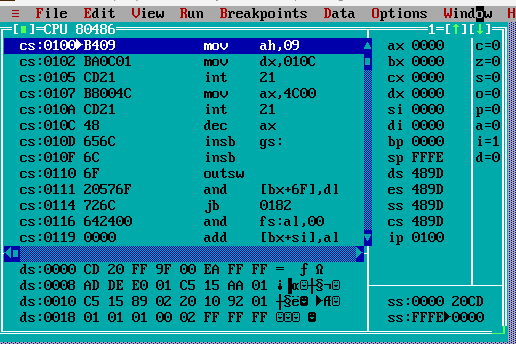 ≡ File Edit View Run Breakpoints Data Options Window H
[■]=CPU 80486 1=[↑][↓]
cs:0100►B409 mov ah,09 ax 0000 c=0
cs:0102 BA0C01 mov dx,010C bx 0000 z=0
cs:0105 CD21 int 21 cx 0000 s=0
cs:0107 B8004C mov ax,4C00 dx 0000 o=0
cs:010A CD21 int 21 si 0000 p=0
cs:010C 48 dec ax di 0000 a=0
cs:010D 656C insb gs: bp 0000 i=1
cs:010F 6C insb sp FFFE d=0
cs:0110 6F outsw ds 489D
cs:0111 20576F and [bx+6F],dl es 489D
cs:0114 726C jb 0182 ss 489D
cs:0116 642400 and fs:al,00 cs 489D
cs:0119 0000 add [bx+si],al ip 0100
ds:0000 CD 20 FF 9F 00 EA FF FF = ƒ Ω
ds:0008 AD DE E0 01 C5 15 AA 01 ¡▐α☺┼§¬☺
ds:0010 C5 15 89 02 20 10 92 01 ┼§ë☻ ►Æ☺ ss:0000 20CD
ds:0018 01 01 01 00 02 FF FF FF ☺☺☺ ☻ ss:FFFE►0000